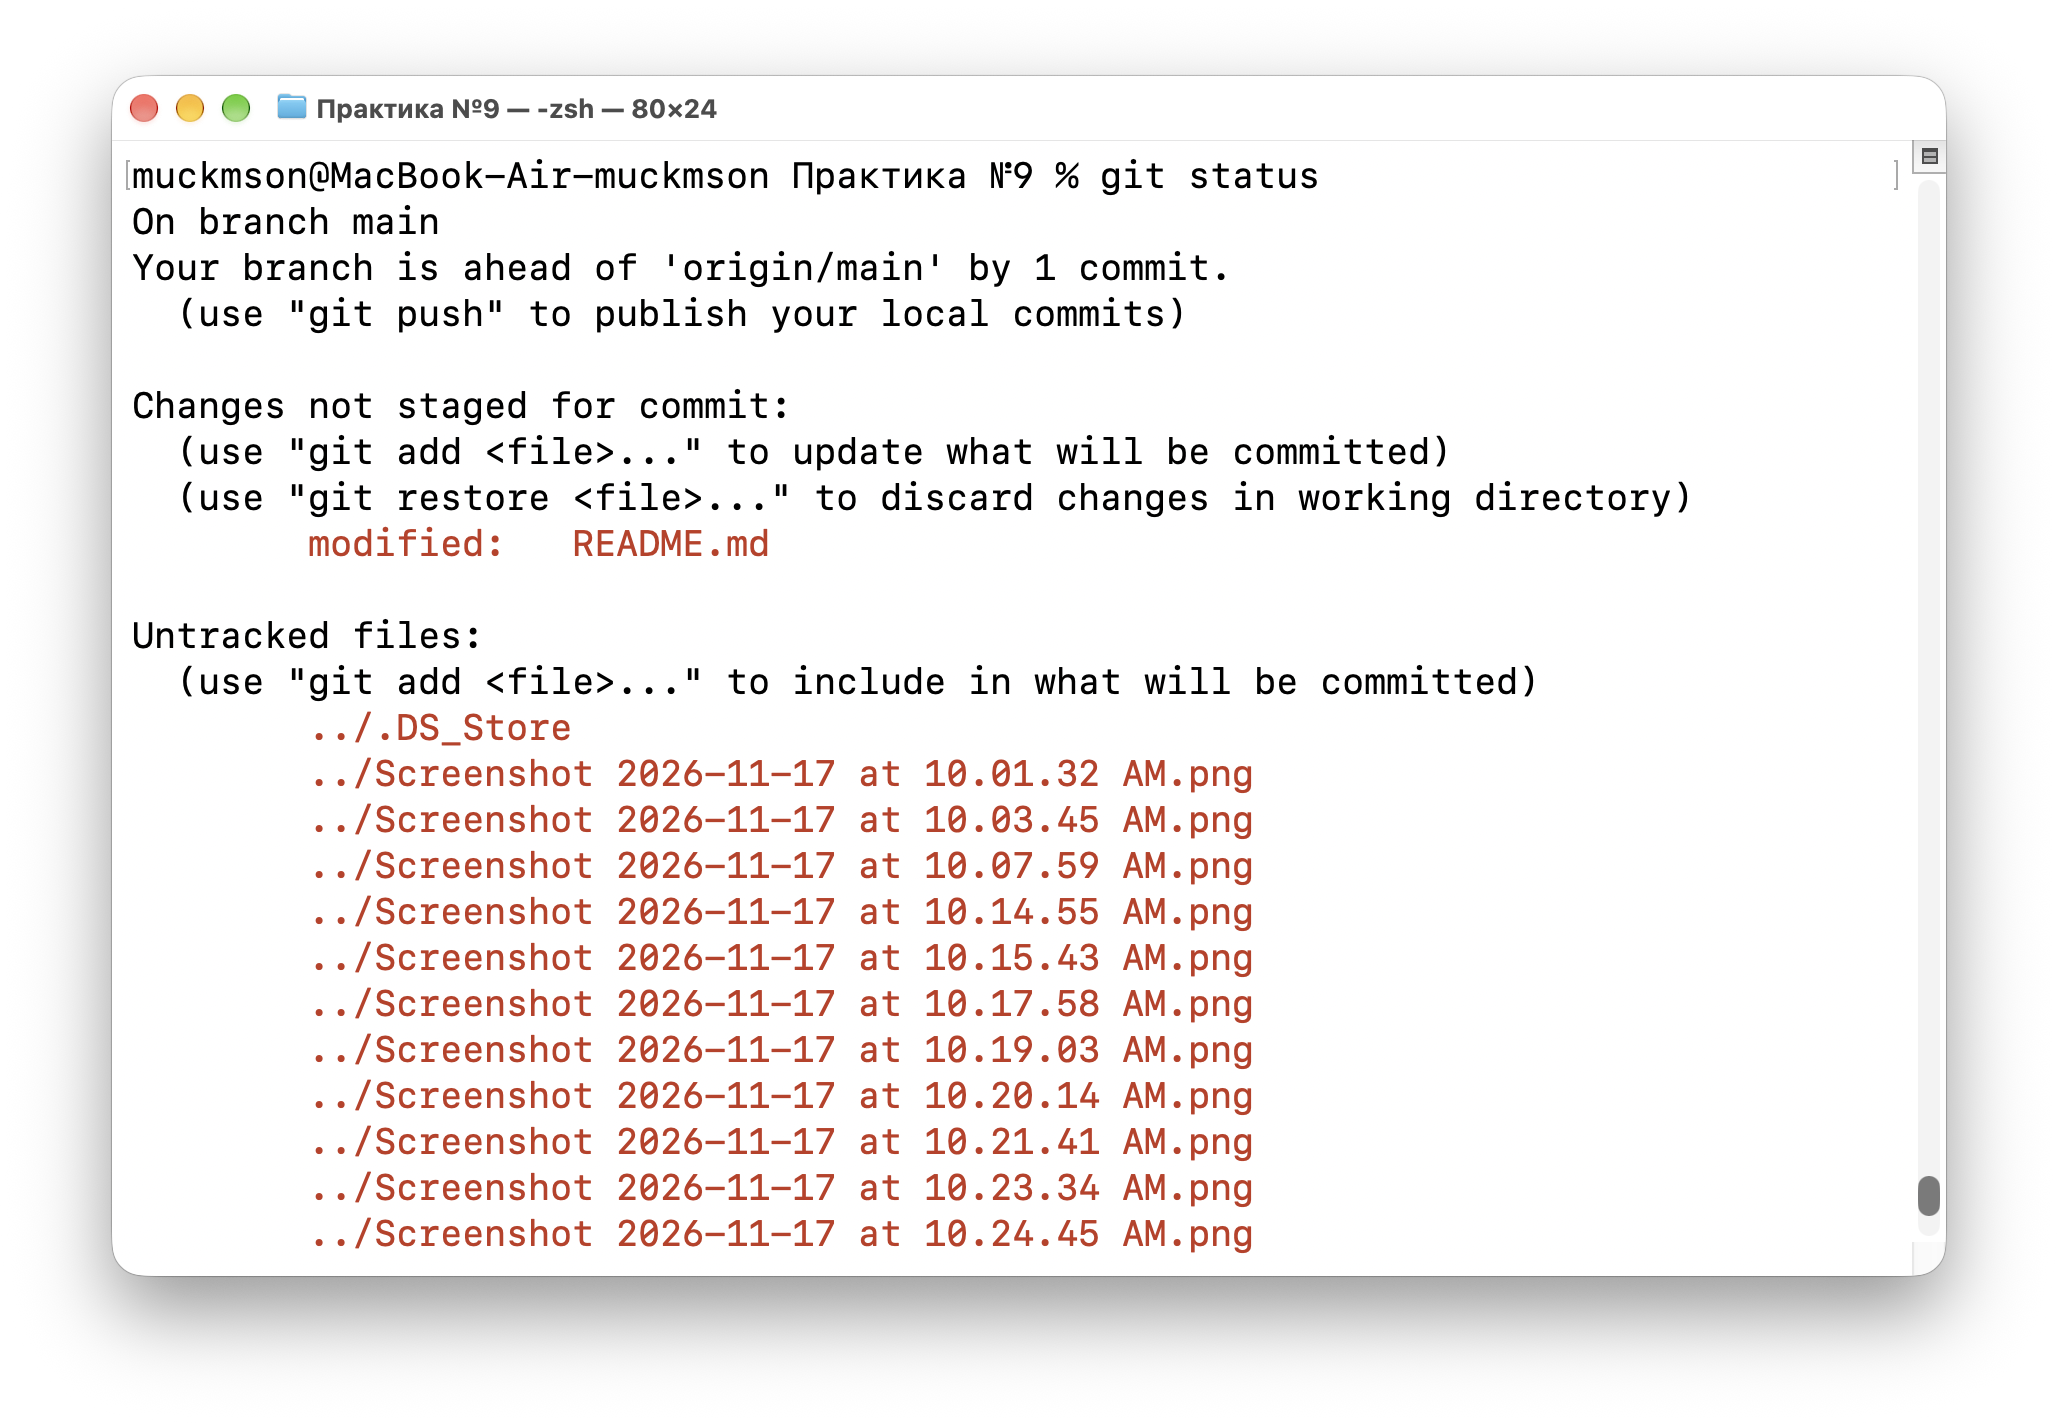 Практика №9 — -zsh — 80×24
muckmson@MacBook-Air-muckmson Практика №9 % git status
On branch main
Your branch is ahead of 'origin/main' by 1 commit.
  (use "git push" to publish your local commits)

Changes not staged for commit:
  (use "git add <file>..." to update what will be committed)
  (use "git restore <file>..." to discard changes in working directory)
        modified:   README.md

Untracked files:
  (use "git add <file>..." to include in what will be committed)
        ../.DS_Store
        ../Screenshot 2026-11-17 at 10.01.32 AM.png
        ../Screenshot 2026-11-17 at 10.03.45 AM.png
        ../Screenshot 2026-11-17 at 10.07.59 AM.png
        ../Screenshot 2026-11-17 at 10.14.55 AM.png
        ../Screenshot 2026-11-17 at 10.15.43 AM.png
        ../Screenshot 2026-11-17 at 10.17.58 AM.png
        ../Screenshot 2026-11-17 at 10.19.03 AM.png
        ../Screenshot 2026-11-17 at 10.20.14 AM.png
        ../Screenshot 2026-11-17 at 10.21.41 AM.png
        ../Screenshot 2026-11-17 at 10.23.34 AM.png
        ../Screenshot 2026-11-17 at 10.24.45 AM.png